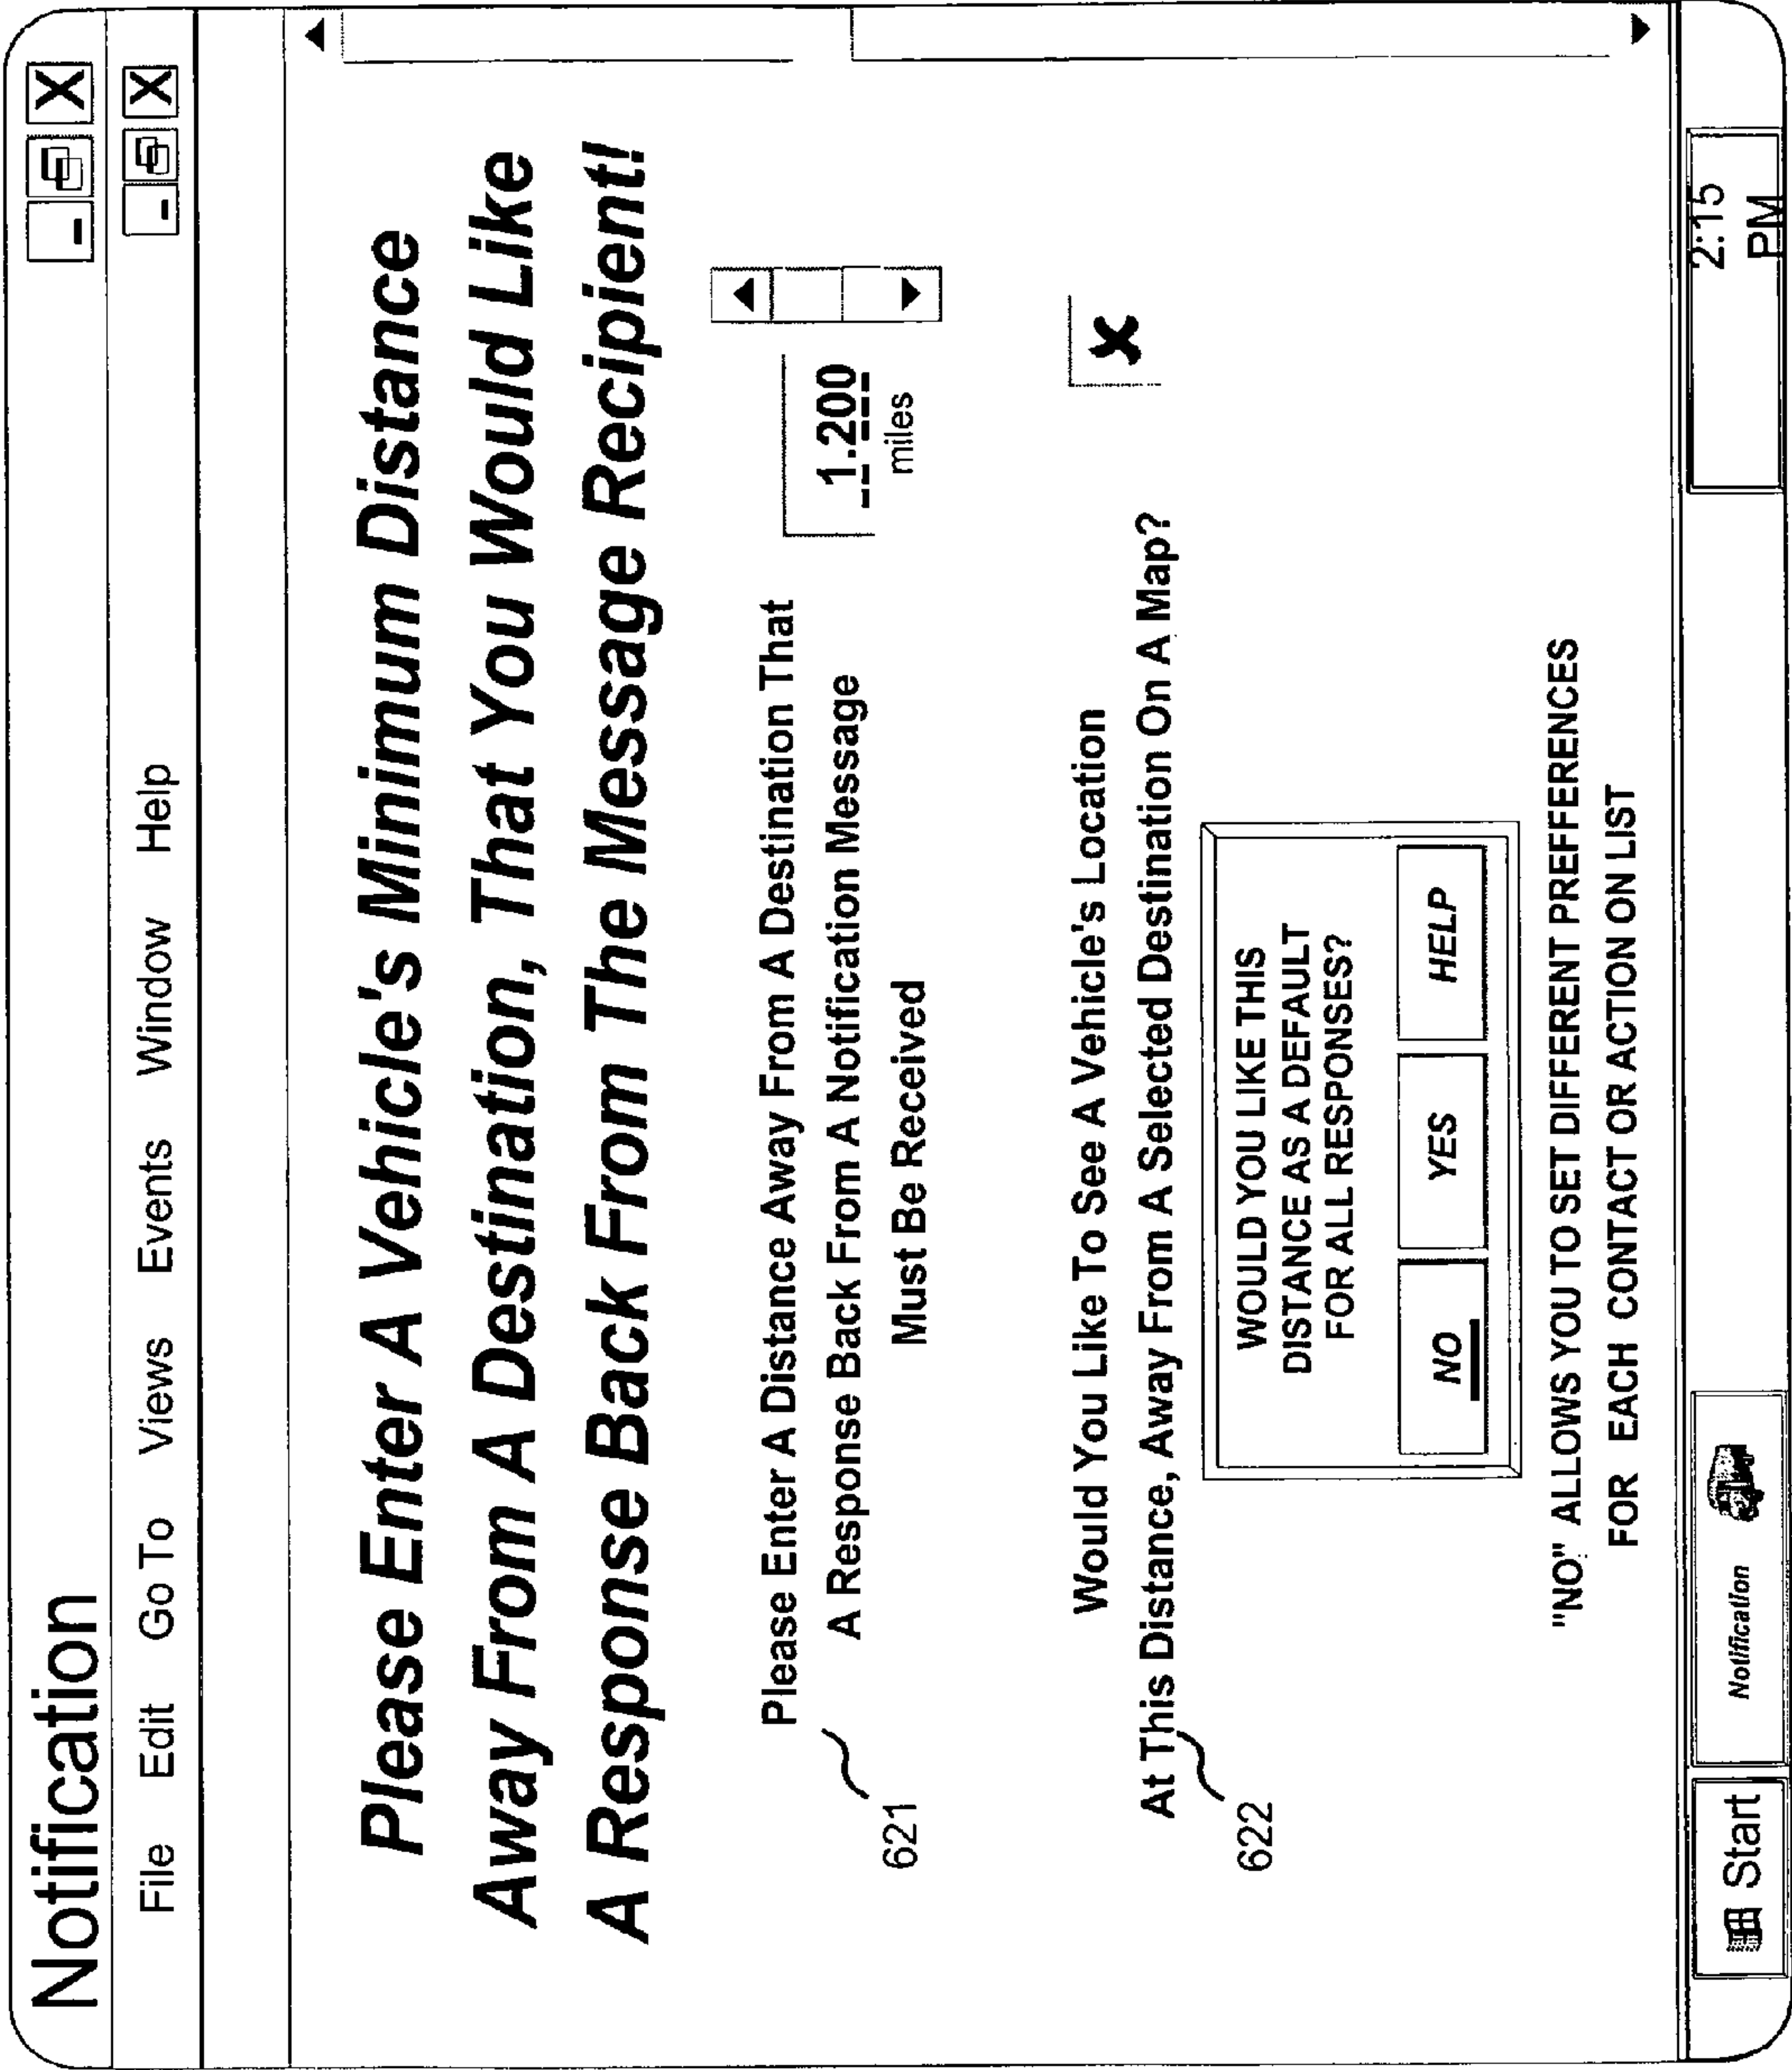 Notification
File Edit Go To Views Events Window Help
Please Enter A Vehicle's Minimum Distance
Away From A Destination, That You Would Like
A Response Back From The Message Recipient!
Please Enter A Distance Away From A Destination That
A Response Back From A Notification Message
Must Be Received
1.200
miles
621
Would You Like To See A Vehicle's Location
At This Distance, Away From A Selected Destination On A Map?
X
622
WOULD YOU LIKE THIS
DISTANCE AS A DEFAULT
FOR ALL RESPONSES?
NO YES HELP
"NO" ALLOWS YOU TO SET DIFFERENT PREFFERENCES
FOR EACH CONTACT OR ACTION ON LIST
Start Notification 2:15
PM